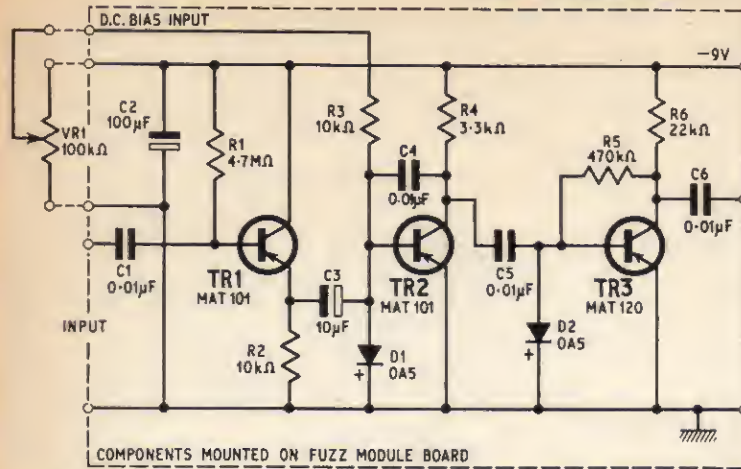 D.C. BIAS INPUT
−9V
C2
100μF
VR1
100kΩ
R1
4·7MΩ
R3
10kΩ
C4
0·01μF
R4
3·3kΩ
R5
470kΩ
R6
22kΩ
C6
0·01μF
C1
0·01μF
TR1
MAT 101
C3
10μF
TR2
MAT 101
C5
0·01μF
TR3
MAT 120
INPUT
R2
10kΩ
D1
OA5
+
D2
OA5
+
COMPONENTS MOUNTED ON FUZZ MODULE BOARD